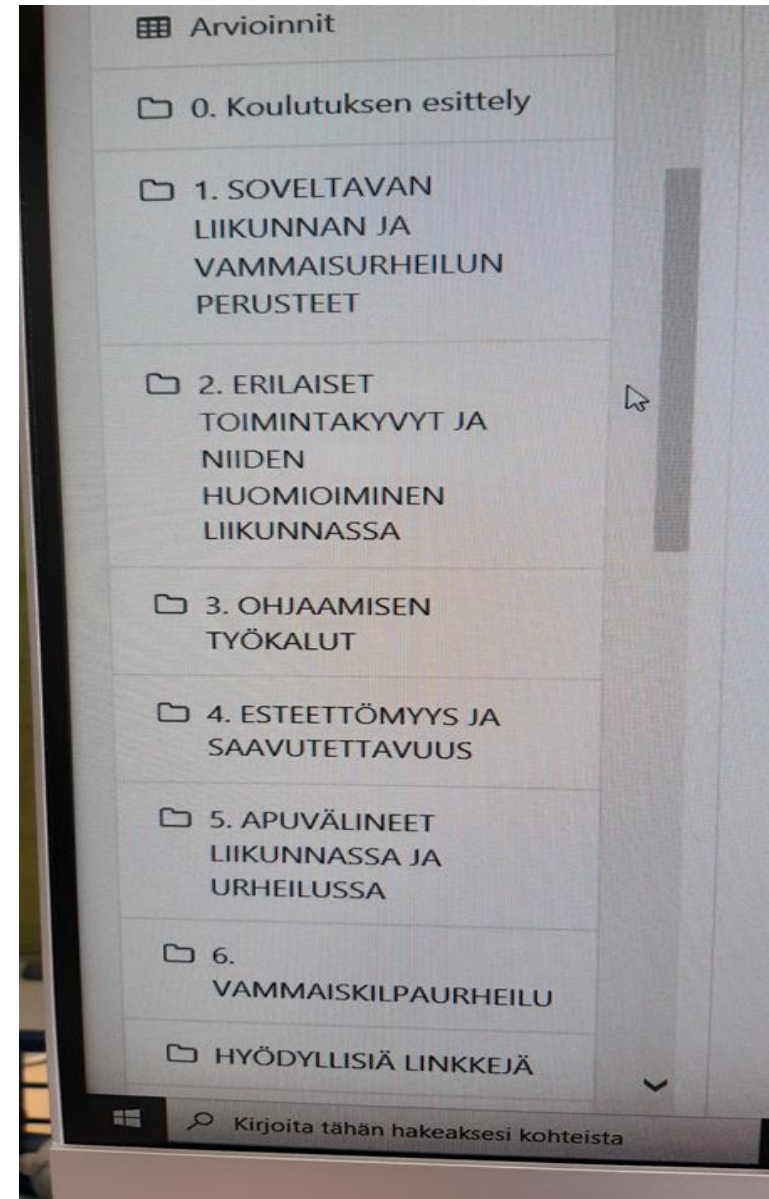 Arvioinnit
0. Koulutuksen esittely
1. SOVELTAVAN
LIIKUNNAN JA
VAMMAISURHEILUN
PERUSTEET
2. ERILAISET
TOIMINTAKYVYT JA
NIIDEN
HUOMIOIMINEN
LIIKUNNASSA
3. OHJAAMISEN
TYÖKALUT
4. ESTEETTÖMYYS JA
SAAVUTETTAVUUS
5. APUVÄLINEET
LIIKUNNASSA JA
URHEILUSSA
6.
VAMMAISKILPAURHEILU
HYÖDYLLISIÄ LINKKEJÄ
Kirjoita tähän hakeaksesi kohteista